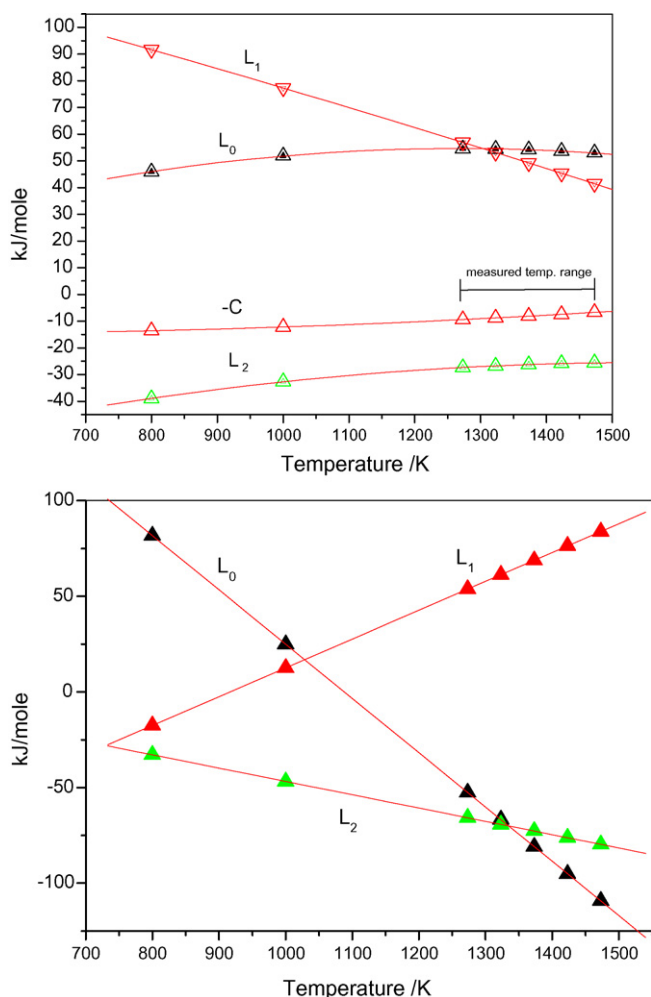 100
90
80
70
60
50
40
30
20
10
0
-10
-20
-30
-40
kJ/mole
L₁
L₀
measured temp. range
-C
L₂
700 800 900 1000 1100 1200 1300 1400 1500
Temperature /K
100
50
0
-50
-100
kJ/mole
L₀
L₁
L₂
700 800 900 1000 1100 1200 1300 1400 1500
Temperature /K